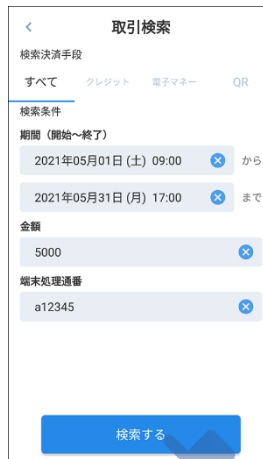 取引検索
検索決済手段
すべて クレジット 電子マネー QR
検索条件
期間（開始～終了）
2021年05月01日 (土) 09:00 から
2021年05月31日 (月) 17:00 まで
金額
5000
端末処理通番
a12345
検索する